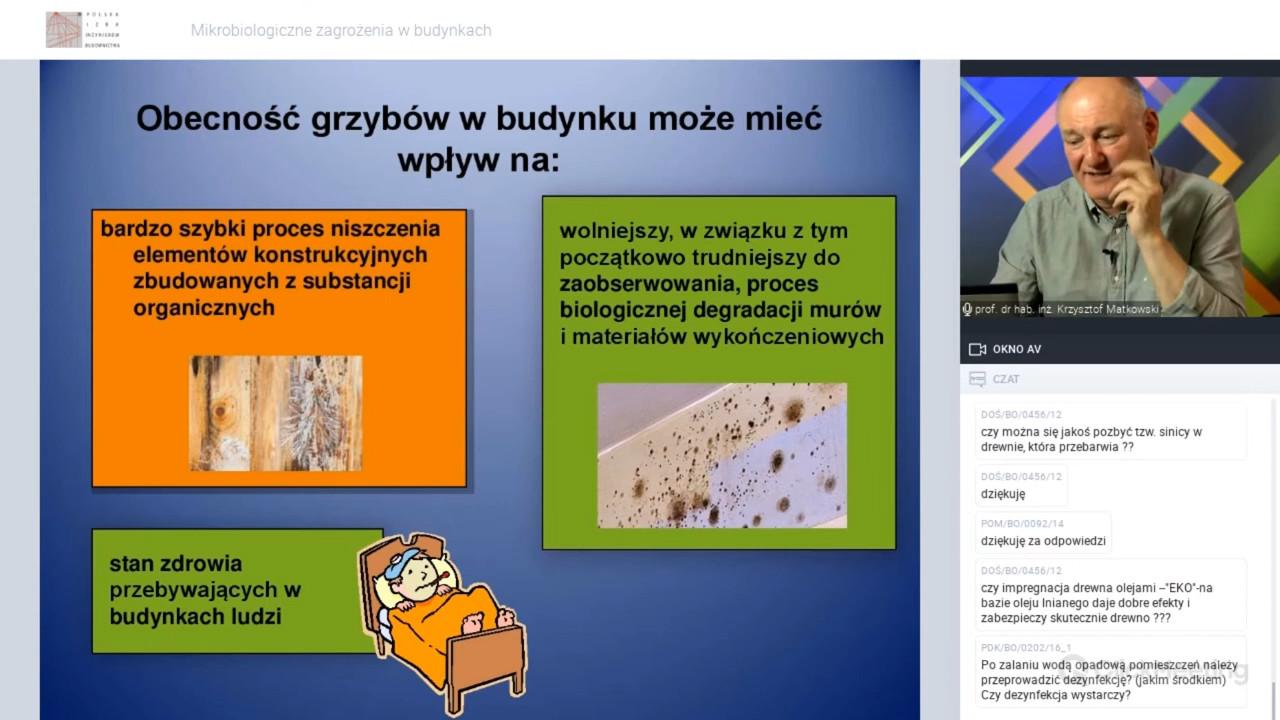 POLSKA
IZBA
INŻYNIERÓW
BUDOWNICTWA
Mikrobiologiczne zagrożenia w budynkach
Obecność grzybów w budynku może mieć
wpływ na:
bardzo szybki proces niszczenia
elementów konstrukcyjnych
zbudowanych z substancji
organicznych
wolniejszy, w związku z tym
początkowo trudniejszy do
zaobserwowania, proces
biologicznej degradacji murów
i materiałów wykończeniowych
stan zdrowia
przebywających w
budynkach ludzi
prof. dr hab. inż. Krzysztof Matkowski
OKNO AV
CZAT
DOŚ/BO/0456/12
czy można się jakoś pozbyć tzw. sinicy w
drewnie, która przebarwia ??
DOŚ/BO/0456/12
dziękuję
POM/BO/0092/14
dziękuję za odpowiedzi
DOŚ/BO/0456/12
czy impregnacja drewna olejami –"EKO"-na
bazie oleju lnianego daje dobre efekty i
zabezpieczy skutecznie drewno ???
PDK/BO/0202/16_1
Po zalaniu wodą opadową pomieszczeń należy
przeprowadzić dezynfekcję? (jakim środkiem)
Czy dezynfekcja wystarczy?